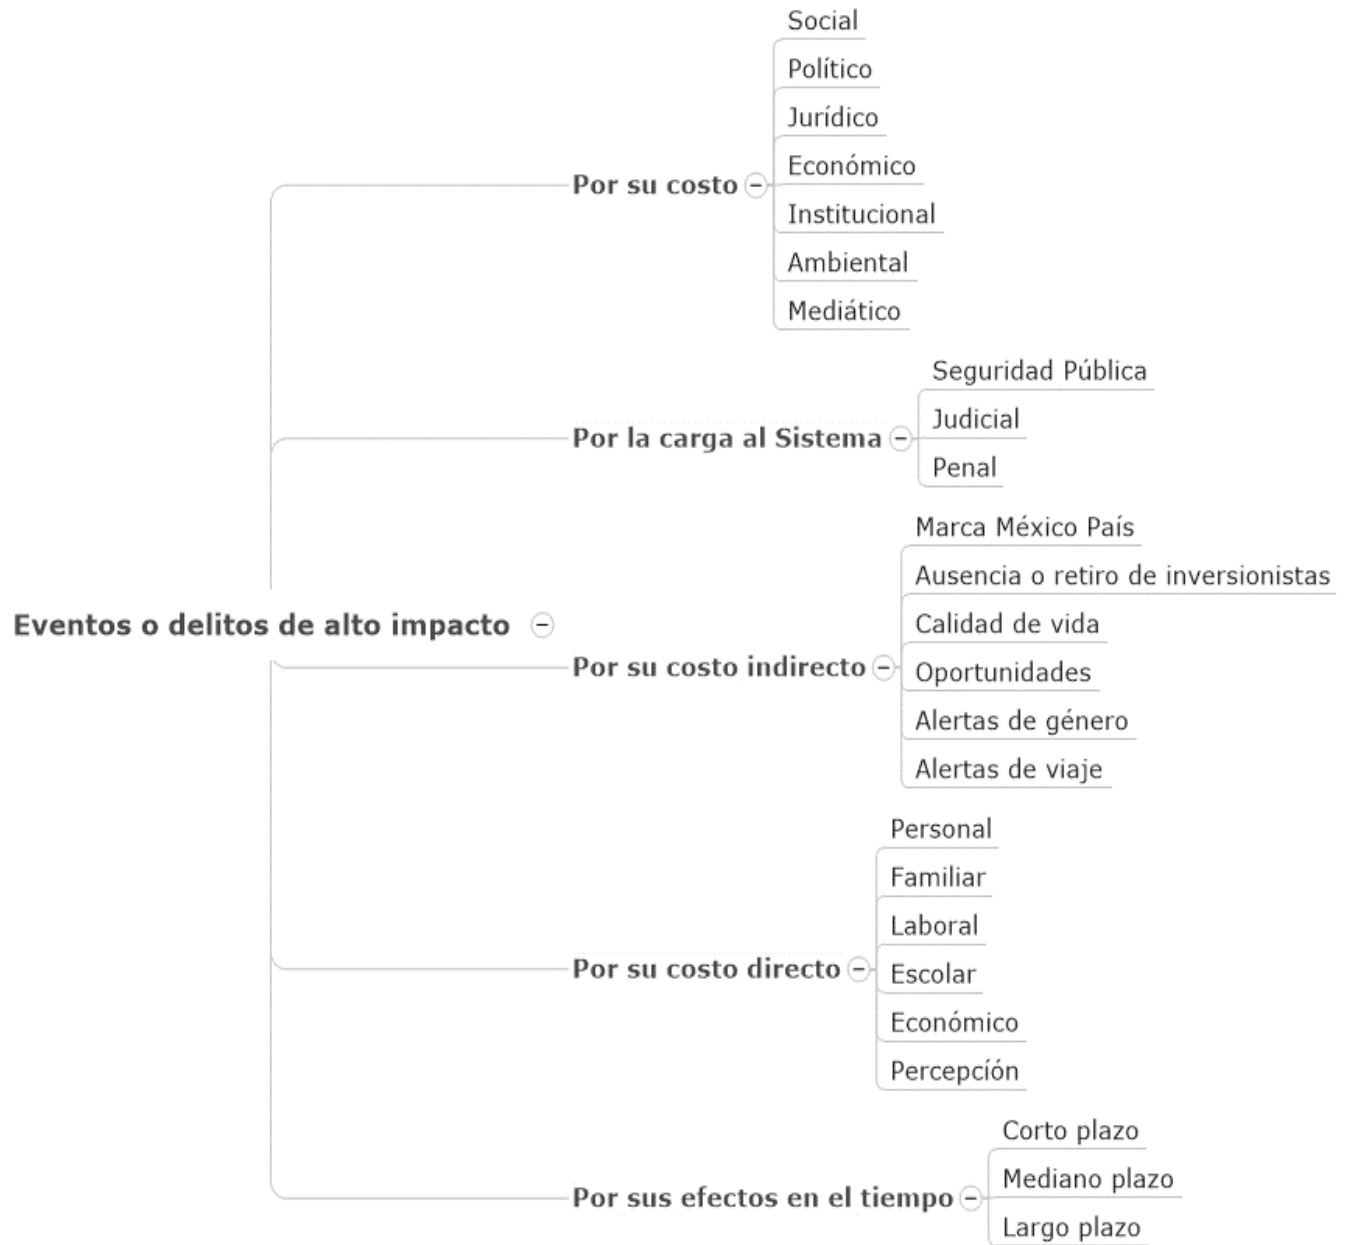 Eventos o delitos de alto impacto
Por su costo
Social
Político
Jurídico
Económico
Institucional
Ambiental
Mediático
Por la carga al Sistema
Seguridad Pública
Judicial
Penal
Por su costo indirecto
Marca México País
Ausencia o retiro de inversionistas
Calidad de vida
Oportunidades
Alertas de género
Alertas de viaje
Por su costo directo
Personal
Familiar
Laboral
Escolar
Económico
Percepcíón
Por sus efectos en el tiempo
Corto plazo
Mediano plazo
Largo plazo